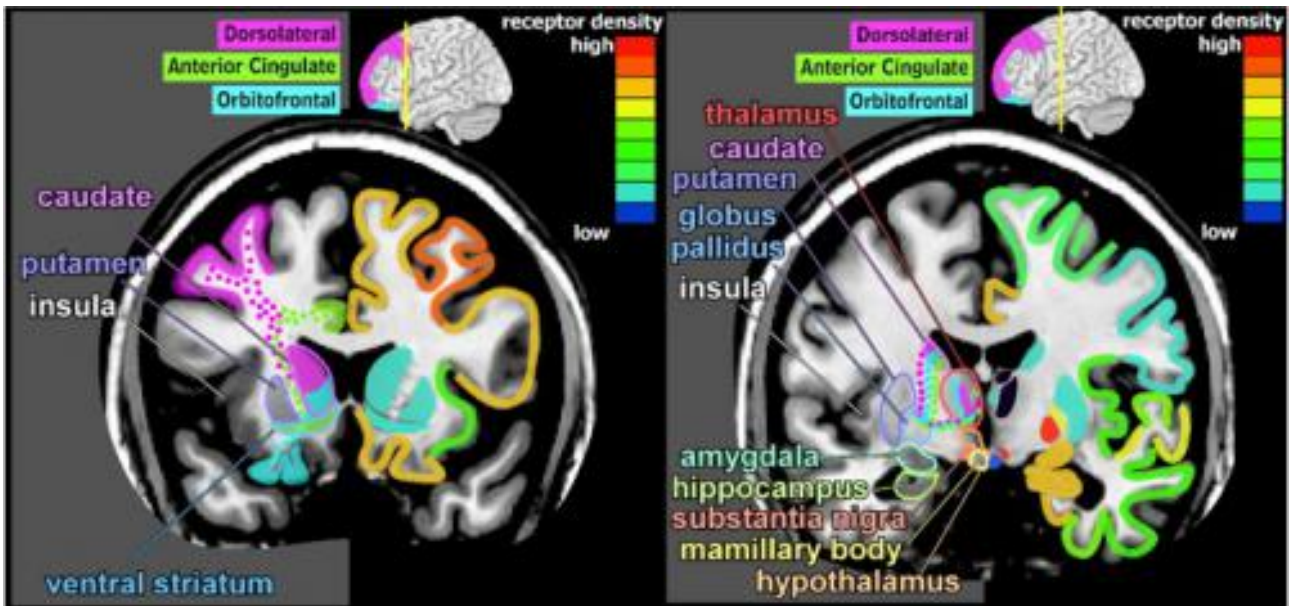 receptor density
high
low
Dorsolateral
Anterior Cingulate
Orbitofrontal
caudate
putamen
insula
ventral striatum
receptor density
high
low
Dorsolateral
Anterior Cingulate
Orbitofrontal
thalamus
caudate
putamen
globus
pallidus
insula
amygdala
hippocampus
substantia nigra
mamillary body
hypothalamus